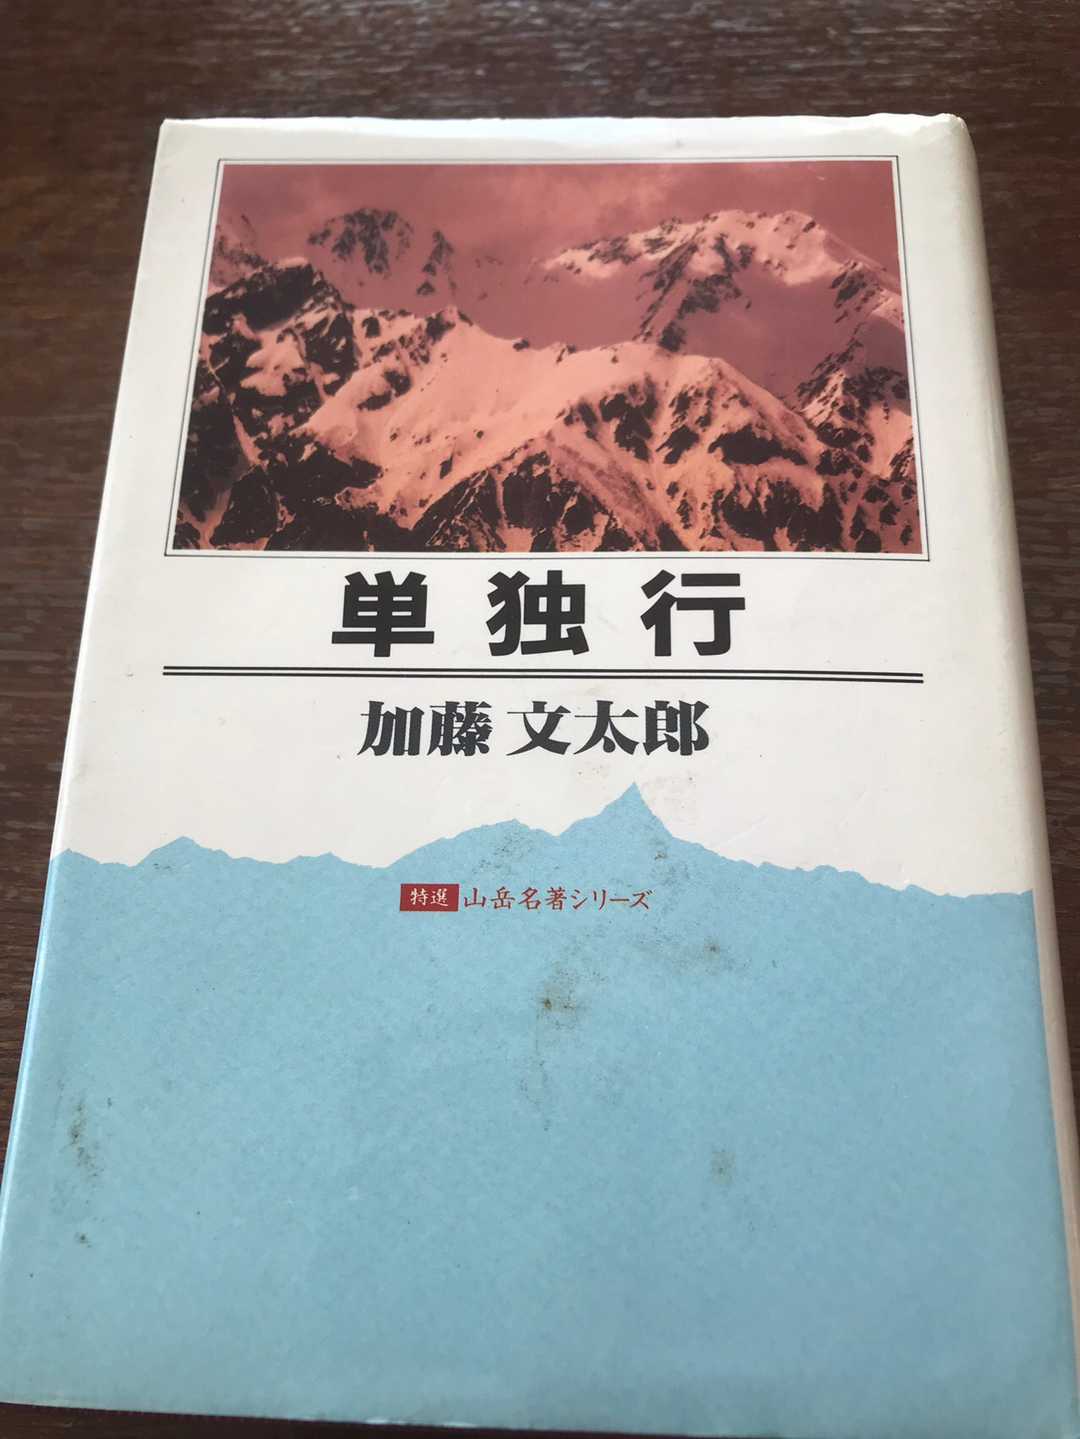 単独行
加藤文太郎
特選 山岳名著シリーズ